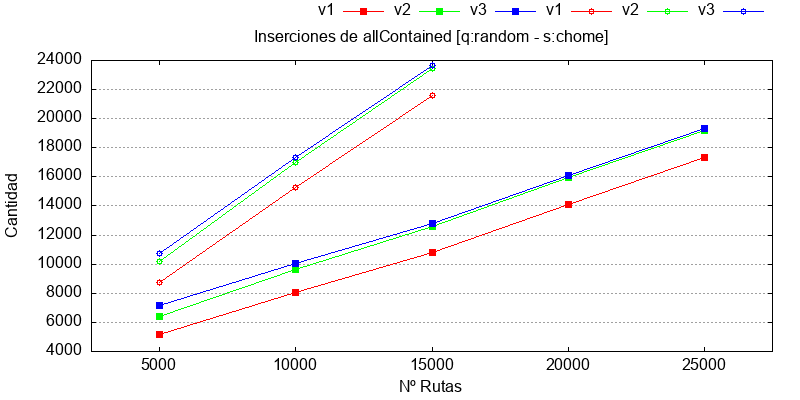 v1 v2 v3 v1 v2 v3
Inserciones de allContained [q:random - s:chome]
24000
22000
20000
18000
16000
14000
12000
10000
8000
6000
4000
Cantidad
5000 10000 15000 20000 25000
Nº Rutas